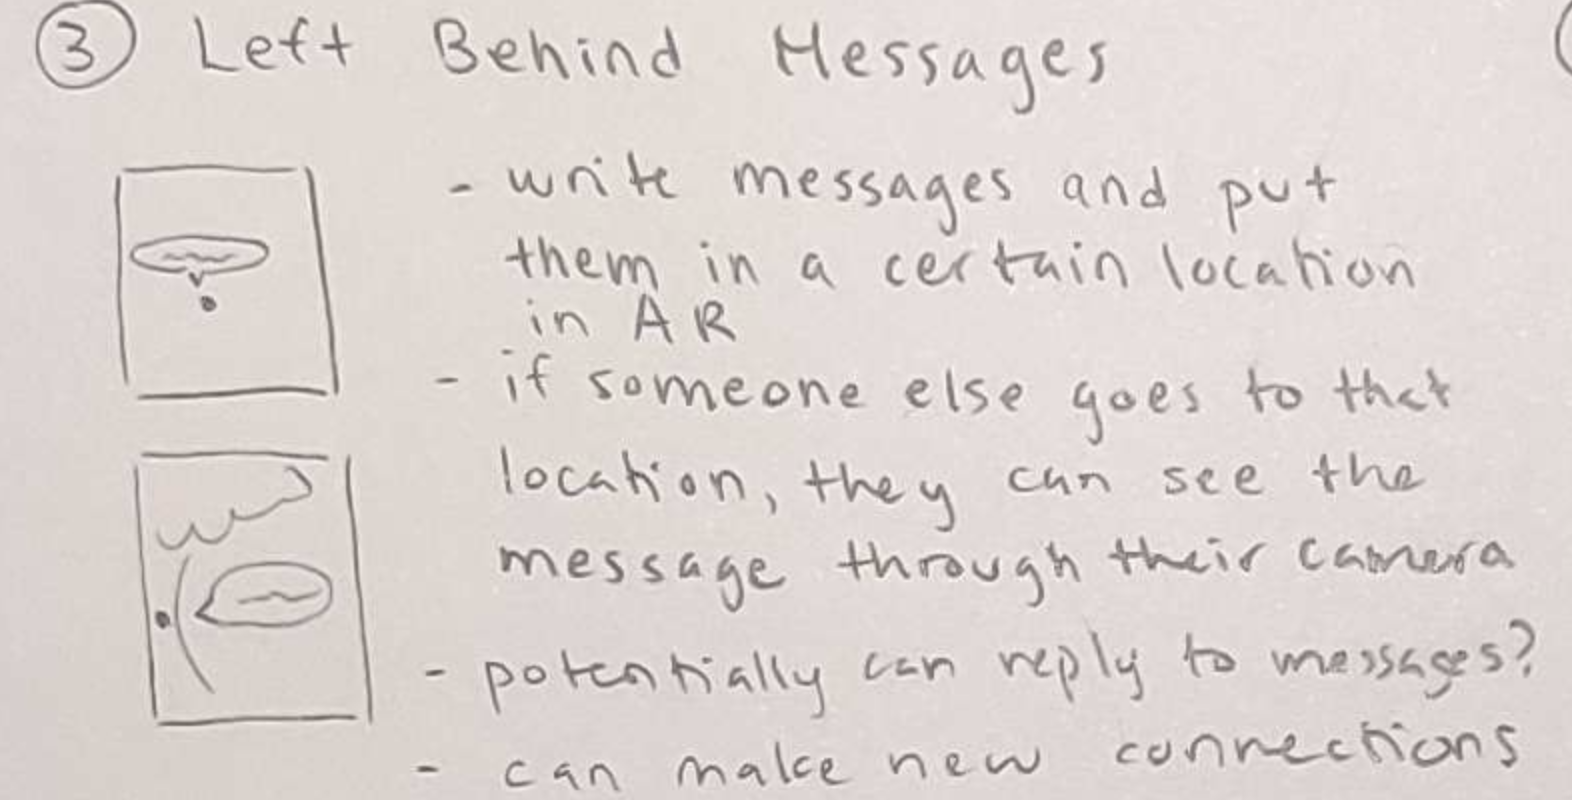 3 Left Behind Messages
- write messages and put
them in a certain location
in AR
- if someone else goes to that
location, they can see the
message through their camera
- potentially can reply to messages?
- can make new connections